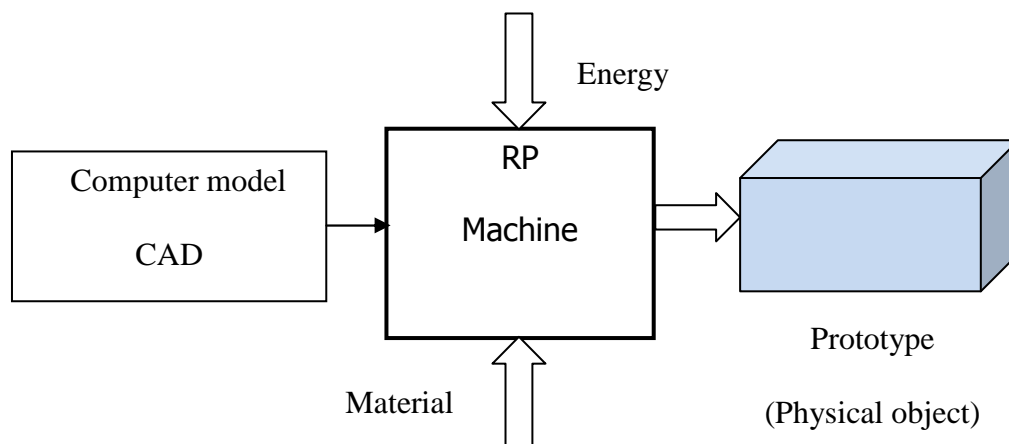 Energy
RP
Machine
Computer model
CAD
Prototype
(Physical object)
Material